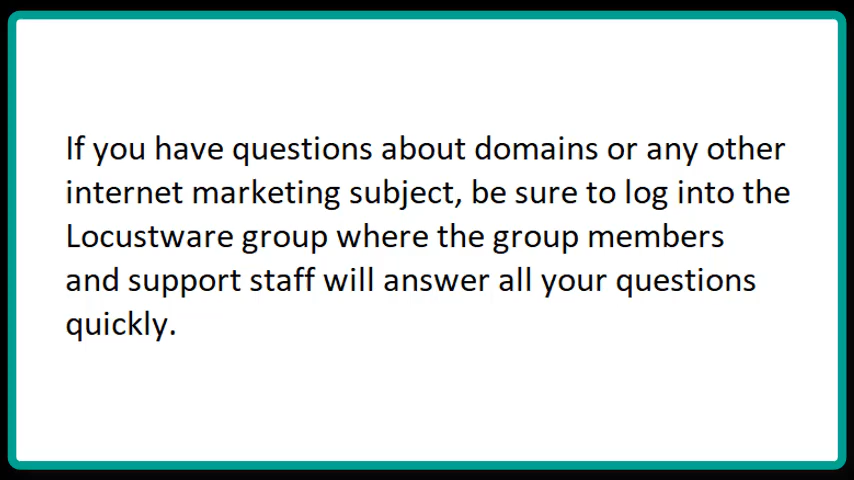 If you have questions about domains or any other
internet marketing subject, be sure to log into the
Locustware group where the group members
and support staff will answer all your questions
quickly.